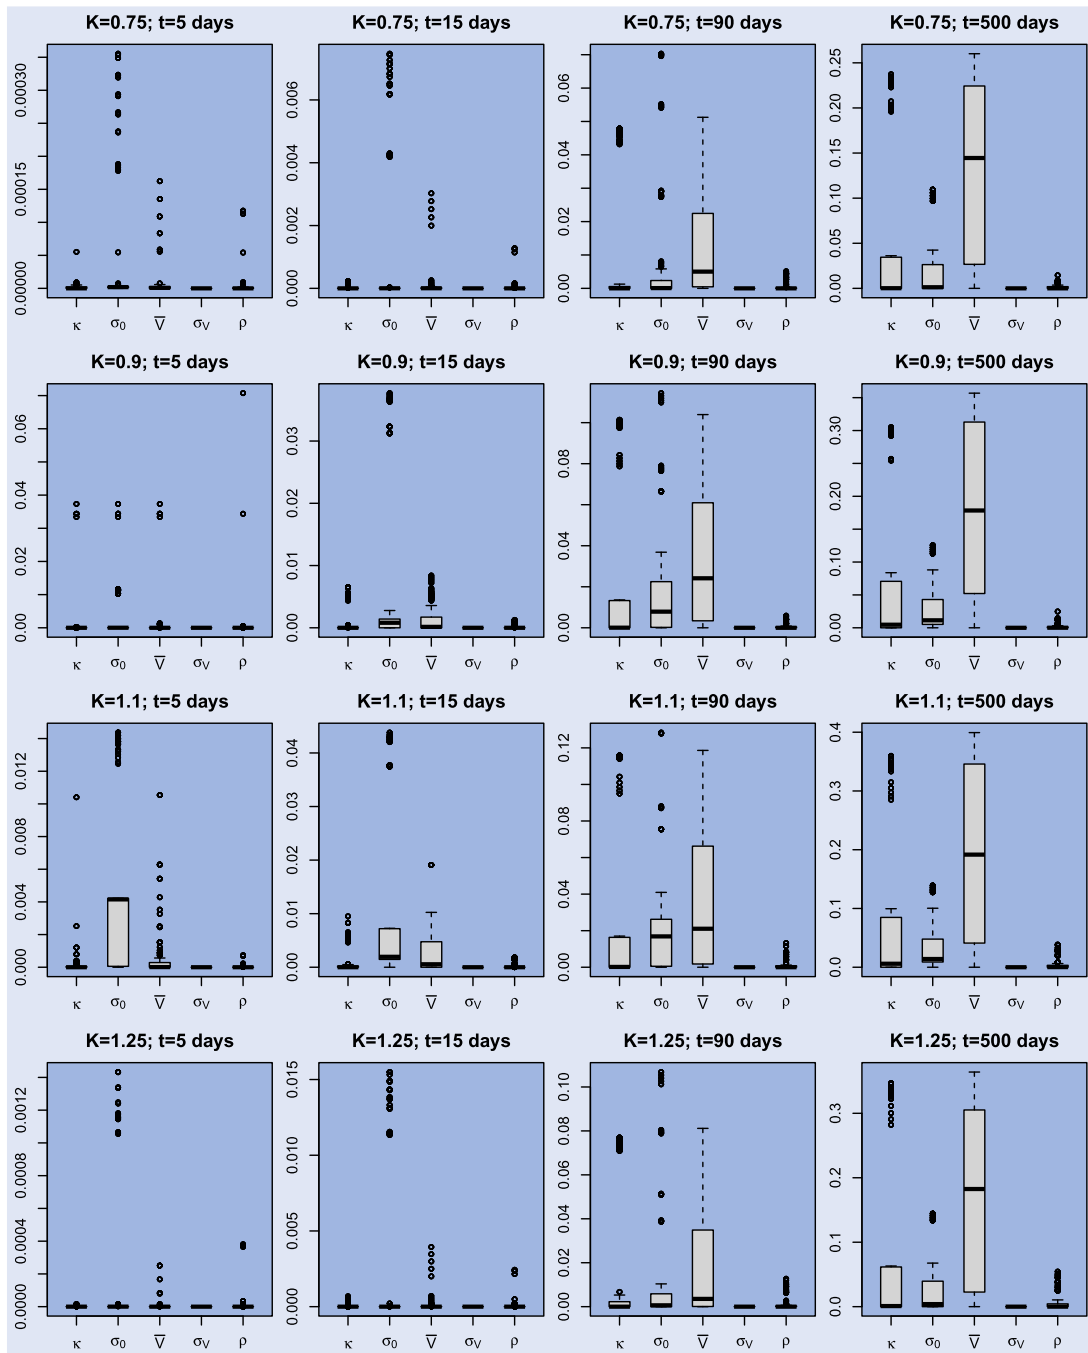 K=0.75; t=5 days
K=0.75; t=15 days
K=0.75; t=90 days
K=0.75; t=500 days
0.00000 0.00015 0.00030
0.000 0.002 0.004 0.006
0.00 0.02 0.04 0.06
0.00 0.05 0.10 0.15 0.20 0.25
κ σ0 V̅ σV ρ
κ σ0 V̅ σV ρ
κ σ0 V̅ σV ρ
κ σ0 V̅ σV ρ
K=0.9; t=5 days
K=0.9; t=15 days
K=0.9; t=90 days
K=0.9; t=500 days
0.00 0.02 0.04 0.06
0.00 0.01 0.02 0.03
0.00 0.04 0.08
0.00 0.10 0.20 0.30
κ σ0 V̅ σV ρ
κ σ0 V̅ σV ρ
κ σ0 V̅ σV ρ
κ σ0 V̅ σV ρ
K=1.1; t=5 days
K=1.1; t=15 days
K=1.1; t=90 days
K=1.1; t=500 days
0.000 0.004 0.008 0.012
0.00 0.01 0.02 0.03 0.04
0.00 0.04 0.08 0.12
0.0 0.1 0.2 0.3 0.4
κ σ0 V̅ σV ρ
κ σ0 V̅ σV ρ
κ σ0 V̅ σV ρ
κ σ0 V̅ σV ρ
K=1.25; t=5 days
K=1.25; t=15 days
K=1.25; t=90 days
K=1.25; t=500 days
0.0000 0.0004 0.0008 0.0012
0.000 0.005 0.010 0.015
0.00 0.02 0.04 0.06 0.08 0.10
0.0 0.1 0.2 0.3
κ σ0 V̅ σV ρ
κ σ0 V̅ σV ρ
κ σ0 V̅ σV ρ
κ σ0 V̅ σV ρ